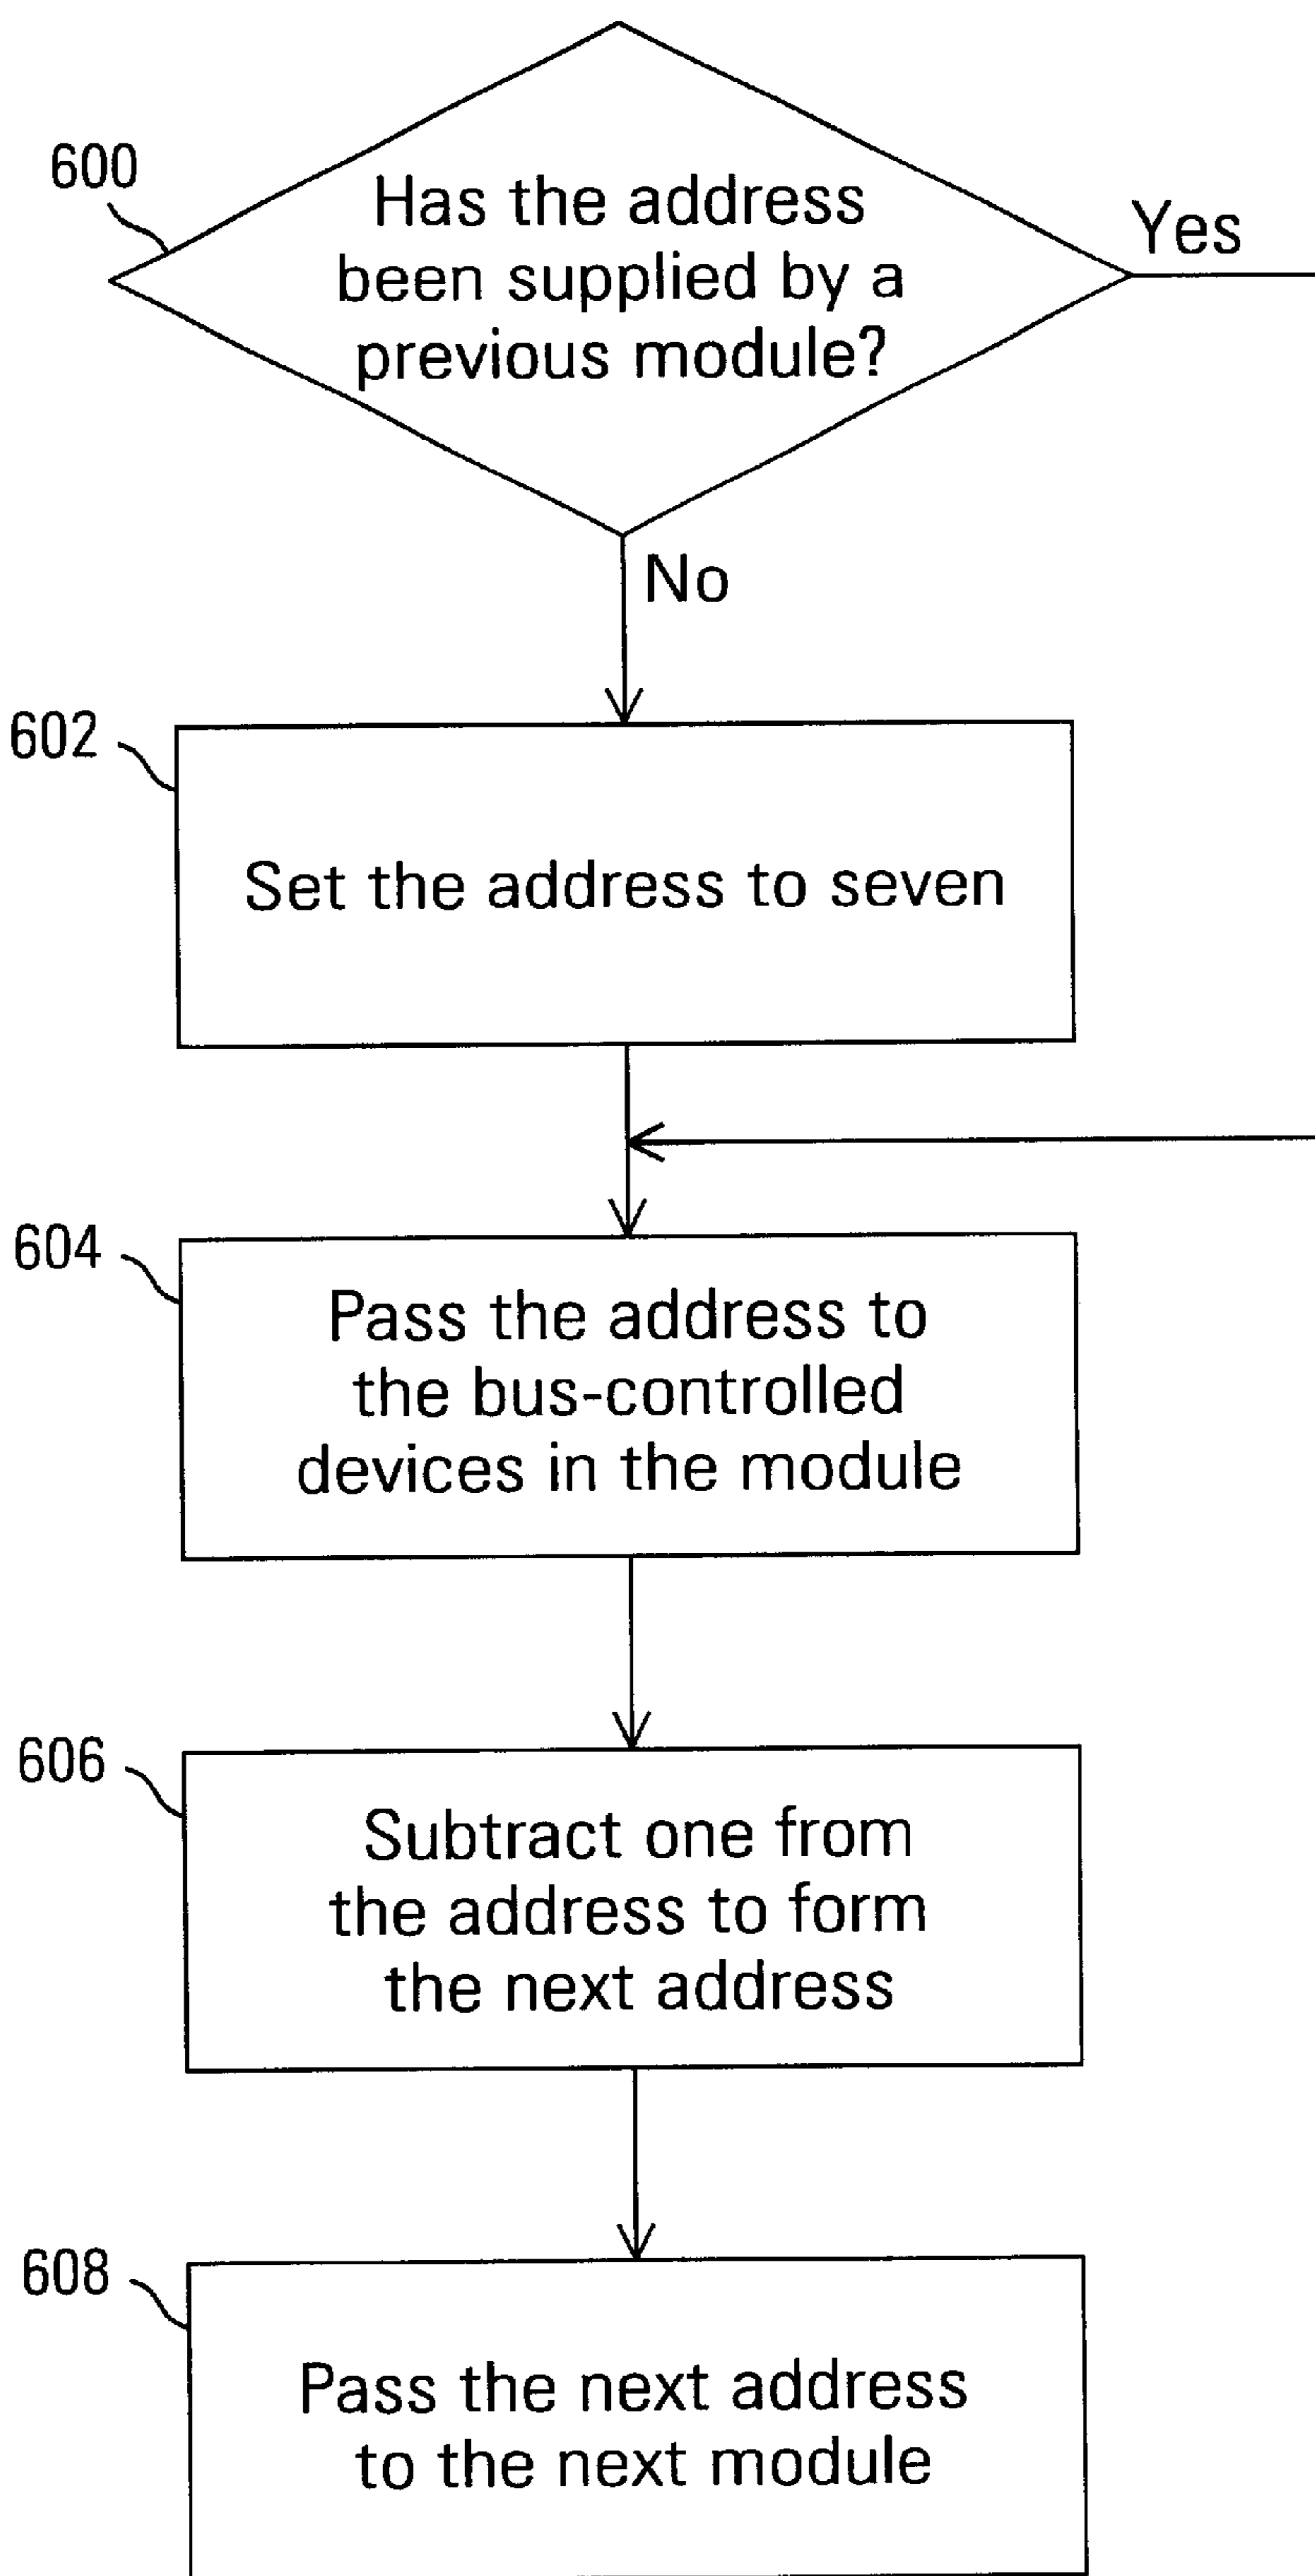 600
Has the address
been supplied by a
previous module?
Yes
No
602
Set the address to seven
604
Pass the address to
the bus-controlled
devices in the module
606
Subtract one from
the address to form
the next address
608
Pass the next address
to the next module